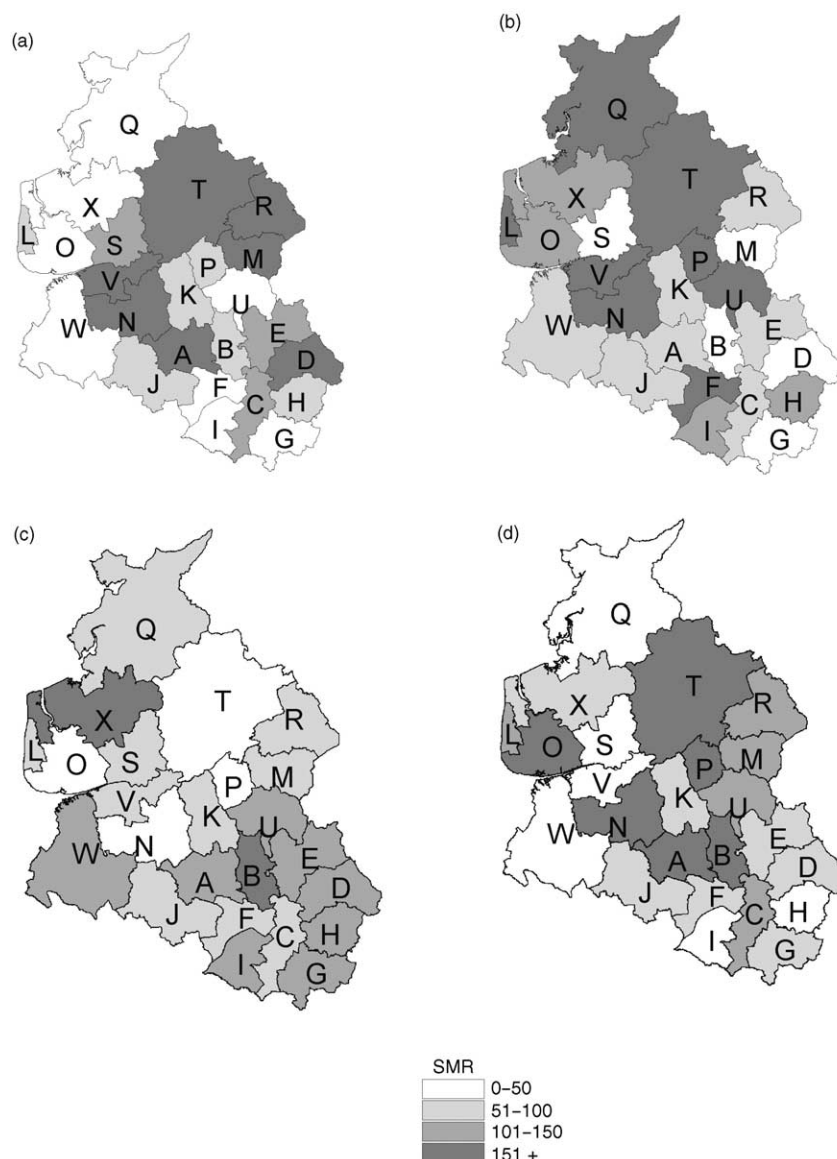 (a)
Q
T
R
X
L
O
S
M
P
V
K
U
W
N
E
B
A
D
J
F
C
H
I
G
(b)
Q
T
R
X
L
O
S
M
P
V
K
U
W
N
E
A
B
D
J
F
C
H
I
G
(c)
Q
T
R
X
L
O
S
M
P
V
K
U
W
N
E
A
B
D
J
F
C
H
I
G
(d)
Q
T
R
X
L
O
S
M
P
V
K
U
W
N
E
A
B
D
J
F
C
H
I
G
SMR
0–50
51–100
101–150
151 +